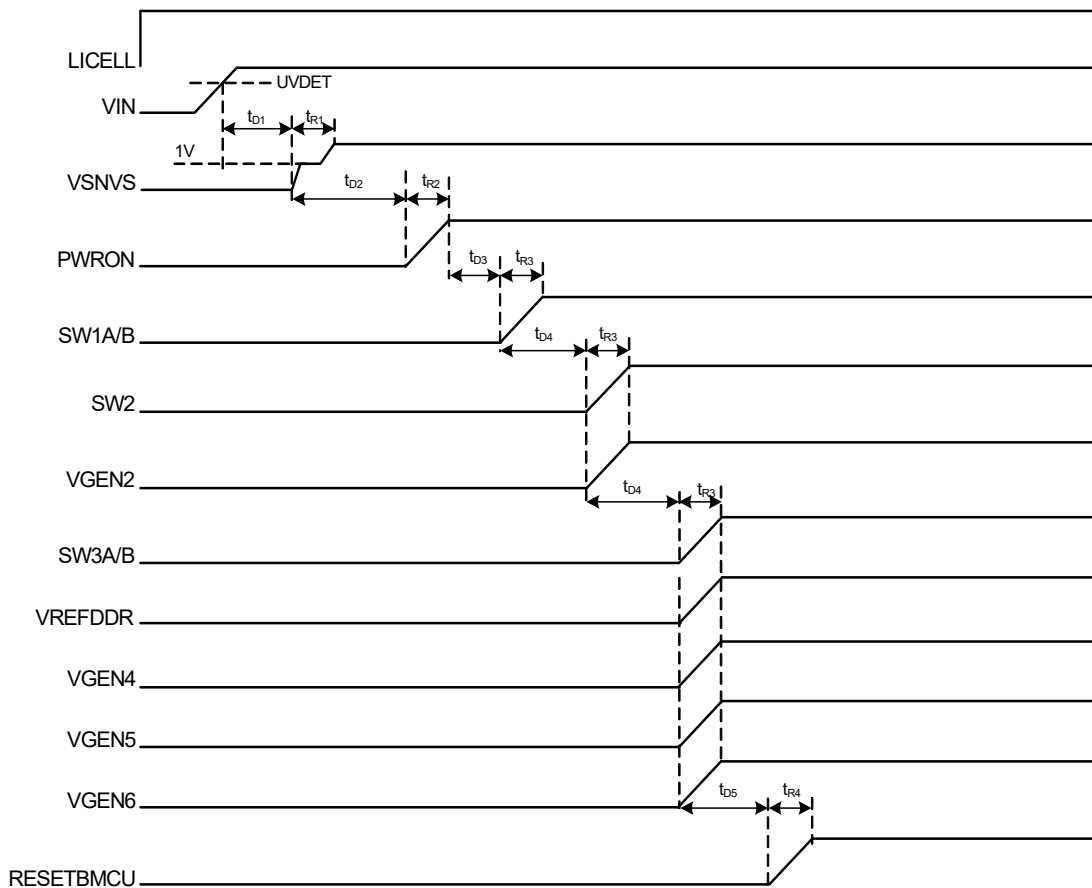 LICELL
UVDET
VIN
tD1 tR1
1V
VSNVS
tD2 tR2
PWRON
tD3 tR3
SW1A/B
tD4 tR3
SW2
VGEN2
tD4 tR3
SW3A/B
VREFDDR
VGEN4
VGEN5
VGEN6
tD5 tR4
RESETBMCU